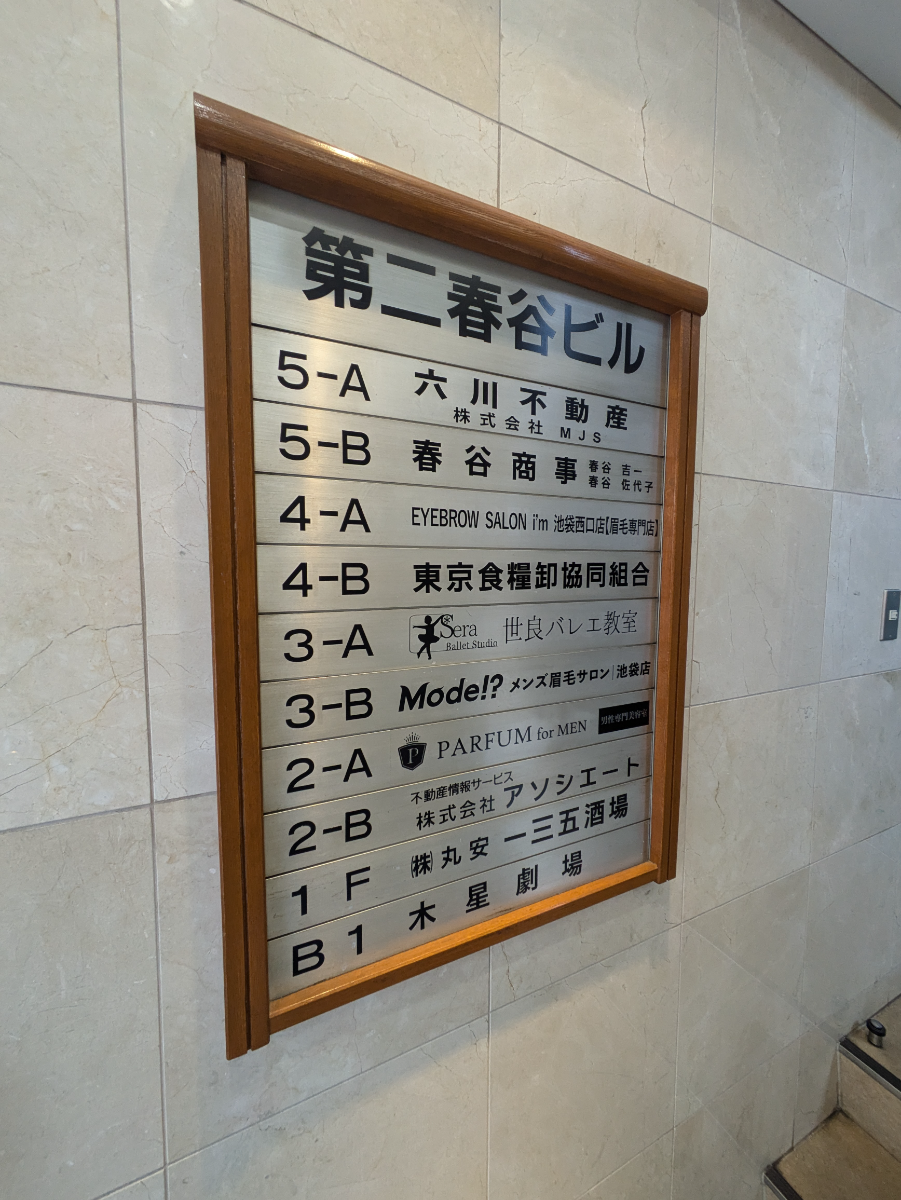 第二春谷ビル
5-A 六川不動産
株式会社 MJS
5-B 春谷商事 春谷 吉一
春谷 佐代子
4-A EYEBROW SALON i'm 池袋西口店【眉毛専門店】
4-B 東京食糧卸協同組合
3-A Sera Ballet Studio 世良バレエ教室
3-B Mode!? メンズ眉毛サロン|池袋店
2-A P PARFUM for MEN 男性専門美容室
2-B 不動産情報サービス
株式会社 アソシエート
1F ㈱丸安 一三五酒場
B1 木星劇場